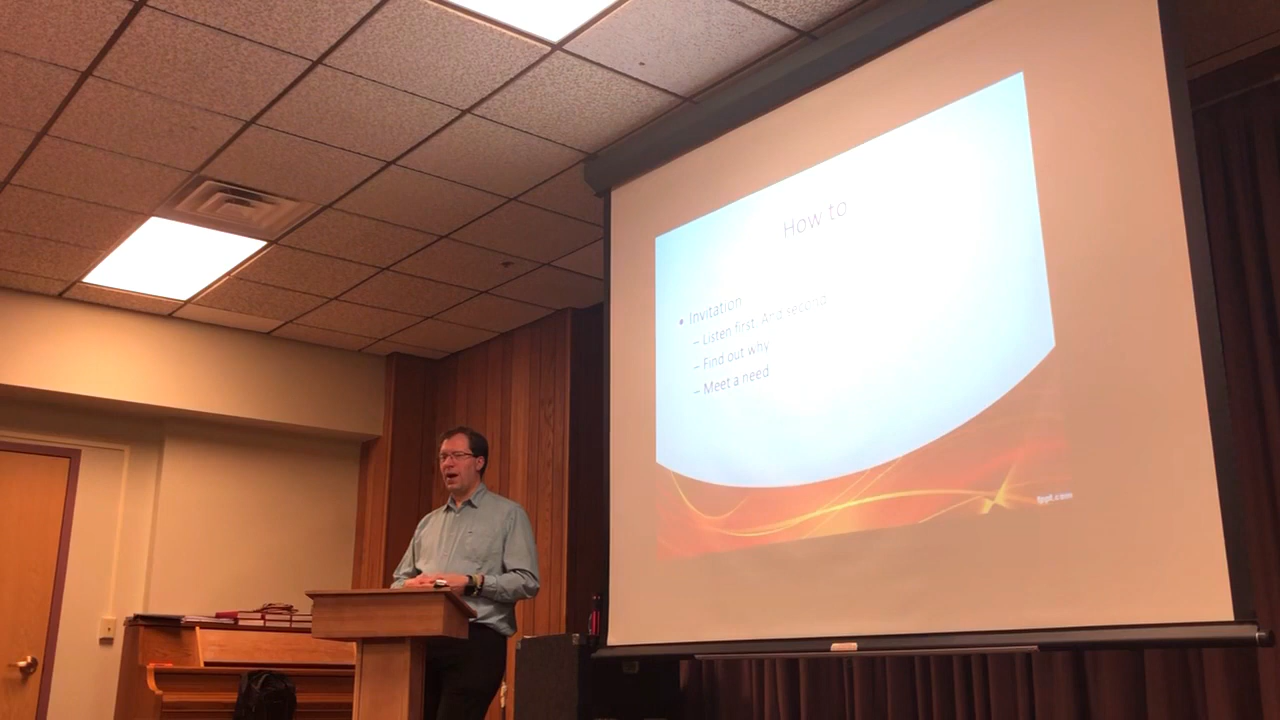 How to
• Invitation
– Listen first. And second
– Find out why
– Meet a need
fppt.com